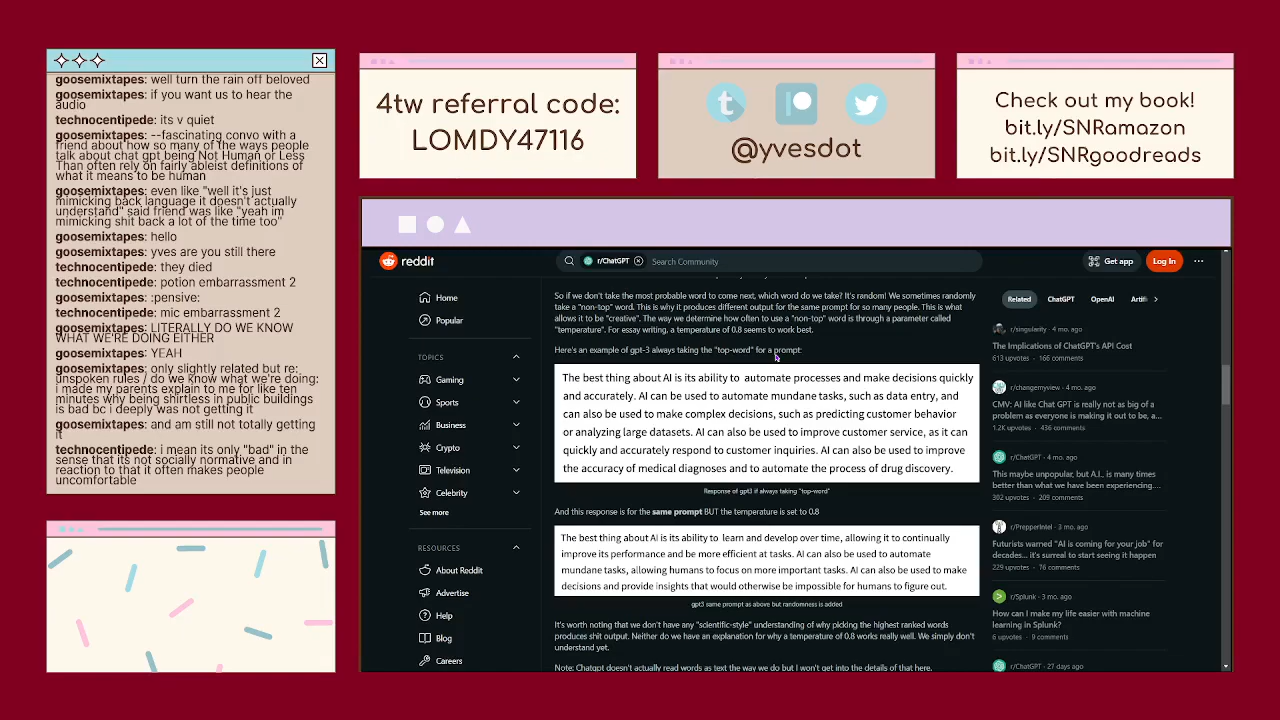 goosemixtapes: well turn the rain off beloved
goosemixtapes: if you want us to hear the
audio
technocentipede: its v quiet
goosemixtapes: --fascinating convo with a
friend about how so many of the ways people
talk about chat gpt being Not Human or Less
Than often rely on fairly ableist definitions of
what it means to be human
goosemixtapes: even like "well it's just
mimicking back language it doesn't actually
understand" said friend was like "yeah im
mimicking shit back a lot of the time too"
goosemixtapes: hello
goosemixtapes: yves are you still there
technocentipede: they died
technocentipede: potion embarrassment 2
goosemixtapes: :pensive:
technocentipede: mic embarrassment 2
goosemixtapes: LITERALLY DO WE KNOW
WHAT WE'RE DOING EITHER
goosemixtapes: YEAH
goosemixtapes: only slightly related but re:
unspoken rules / do we know what we're doing:
i made my parents explain to me for like ten
minutes why being shirtless in public buildings
is bad bc i deeply was not getting it
goosemixtapes: and am still not totally getting
it
technocentipede: i mean its only "bad" in the
sense that its not socially normative and in
reaction to that it often makes people
uncomfortable
4tw referral code:
LOMDY47116
@yvesdot
Check out my book!
bit.ly/SNRamazon
bit.ly/SNRgoodreads
reddit
r/ChatGPT
Search Community
Get app
Log In
Home
Popular
TOPICS
Gaming
Sports
Business
Crypto
Television
Celebrity
See more
RESOURCES
About Reddit
Advertise
Help
Blog
Careers
So if we don't take the most probable word to come next, which word do we take? It's random! We sometimes randomly
take a "non-top" word. This is why it produces different output for the same prompt for so many people. This is what
allows it to be "creative". The way we determine how often to use a "non-top" word is through a parameter called
"temperature". For essay writing, a temperature of 0.8 seems to work best.
Here's an example of gpt-3 always taking the "top-word" for a prompt:
The best thing about AI is its ability to automate processes and make decisions quickly
and accurately. AI can be used to automate mundane tasks, such as data entry, and
can also be used to make complex decisions, such as predicting customer behavior
or analyzing large datasets. AI can also be used to improve customer service, as it can
quickly and accurately respond to customer inquiries. AI can also be used to improve
the accuracy of medical diagnoses and to automate the process of drug discovery.
Response of gpt3 if always taking "top-word"
And this response is for the same prompt BUT the temperature is set to 0.8
The best thing about AI is its ability to learn and develop over time, allowing it to continually
improve its performance and be more efficient at tasks. AI can also be used to automate
mundane tasks, allowing humans to focus on more important tasks. AI can also be used to make
decisions and provide insights that would otherwise be impossible for humans to figure out.
gpt3 same prompt as above but randomness is added
It's worth noting that we don't have any "scientific-style" understanding of why picking the highest ranked words
produces shit output. Neither do we have an explanation for why a temperature of 0.8 works really well. We simply don't
understand yet.
Note: Chatgpt doesn't actually read words as text the way we do but I won't get into the details of that here.
Related
ChatGPT
OpenAI
Artifi
r/singularity · 4 mo. ago
The Implications of ChatGPT's API Cost
613 upvotes · 166 comments
r/changemyview · 4 mo. ago
CMV: AI like Chat GPT is really not as big of a
problem as everyone is making it out to be, a...
1.2K upvotes · 436 comments
r/ChatGPT · 4 mo. ago
This maybe unpopular, but A.I., is many times
better than what we have been experiencing....
302 upvotes · 209 comments
r/PrepperIntel · 3 mo. ago
Futurists warned "AI is coming for your job" for
decades... it's surreal to start seeing it happen
229 upvotes · 76 comments
r/Splunk · 3 mo. ago
How can I make my life easier with machine
learning in Splunk?
6 upvotes · 9 comments
r/ChatGPT · 27 days ago